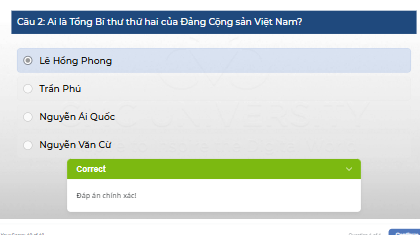 Câu 2: Ai là Tổng Bí thư thứ hai của Đảng Cộng sản Việt Nam?
Lê Hồng Phong
Trần Phú
Nguyễn Ái Quốc
Nguyễn Văn Cừ
Correct
Đáp án chính xác!